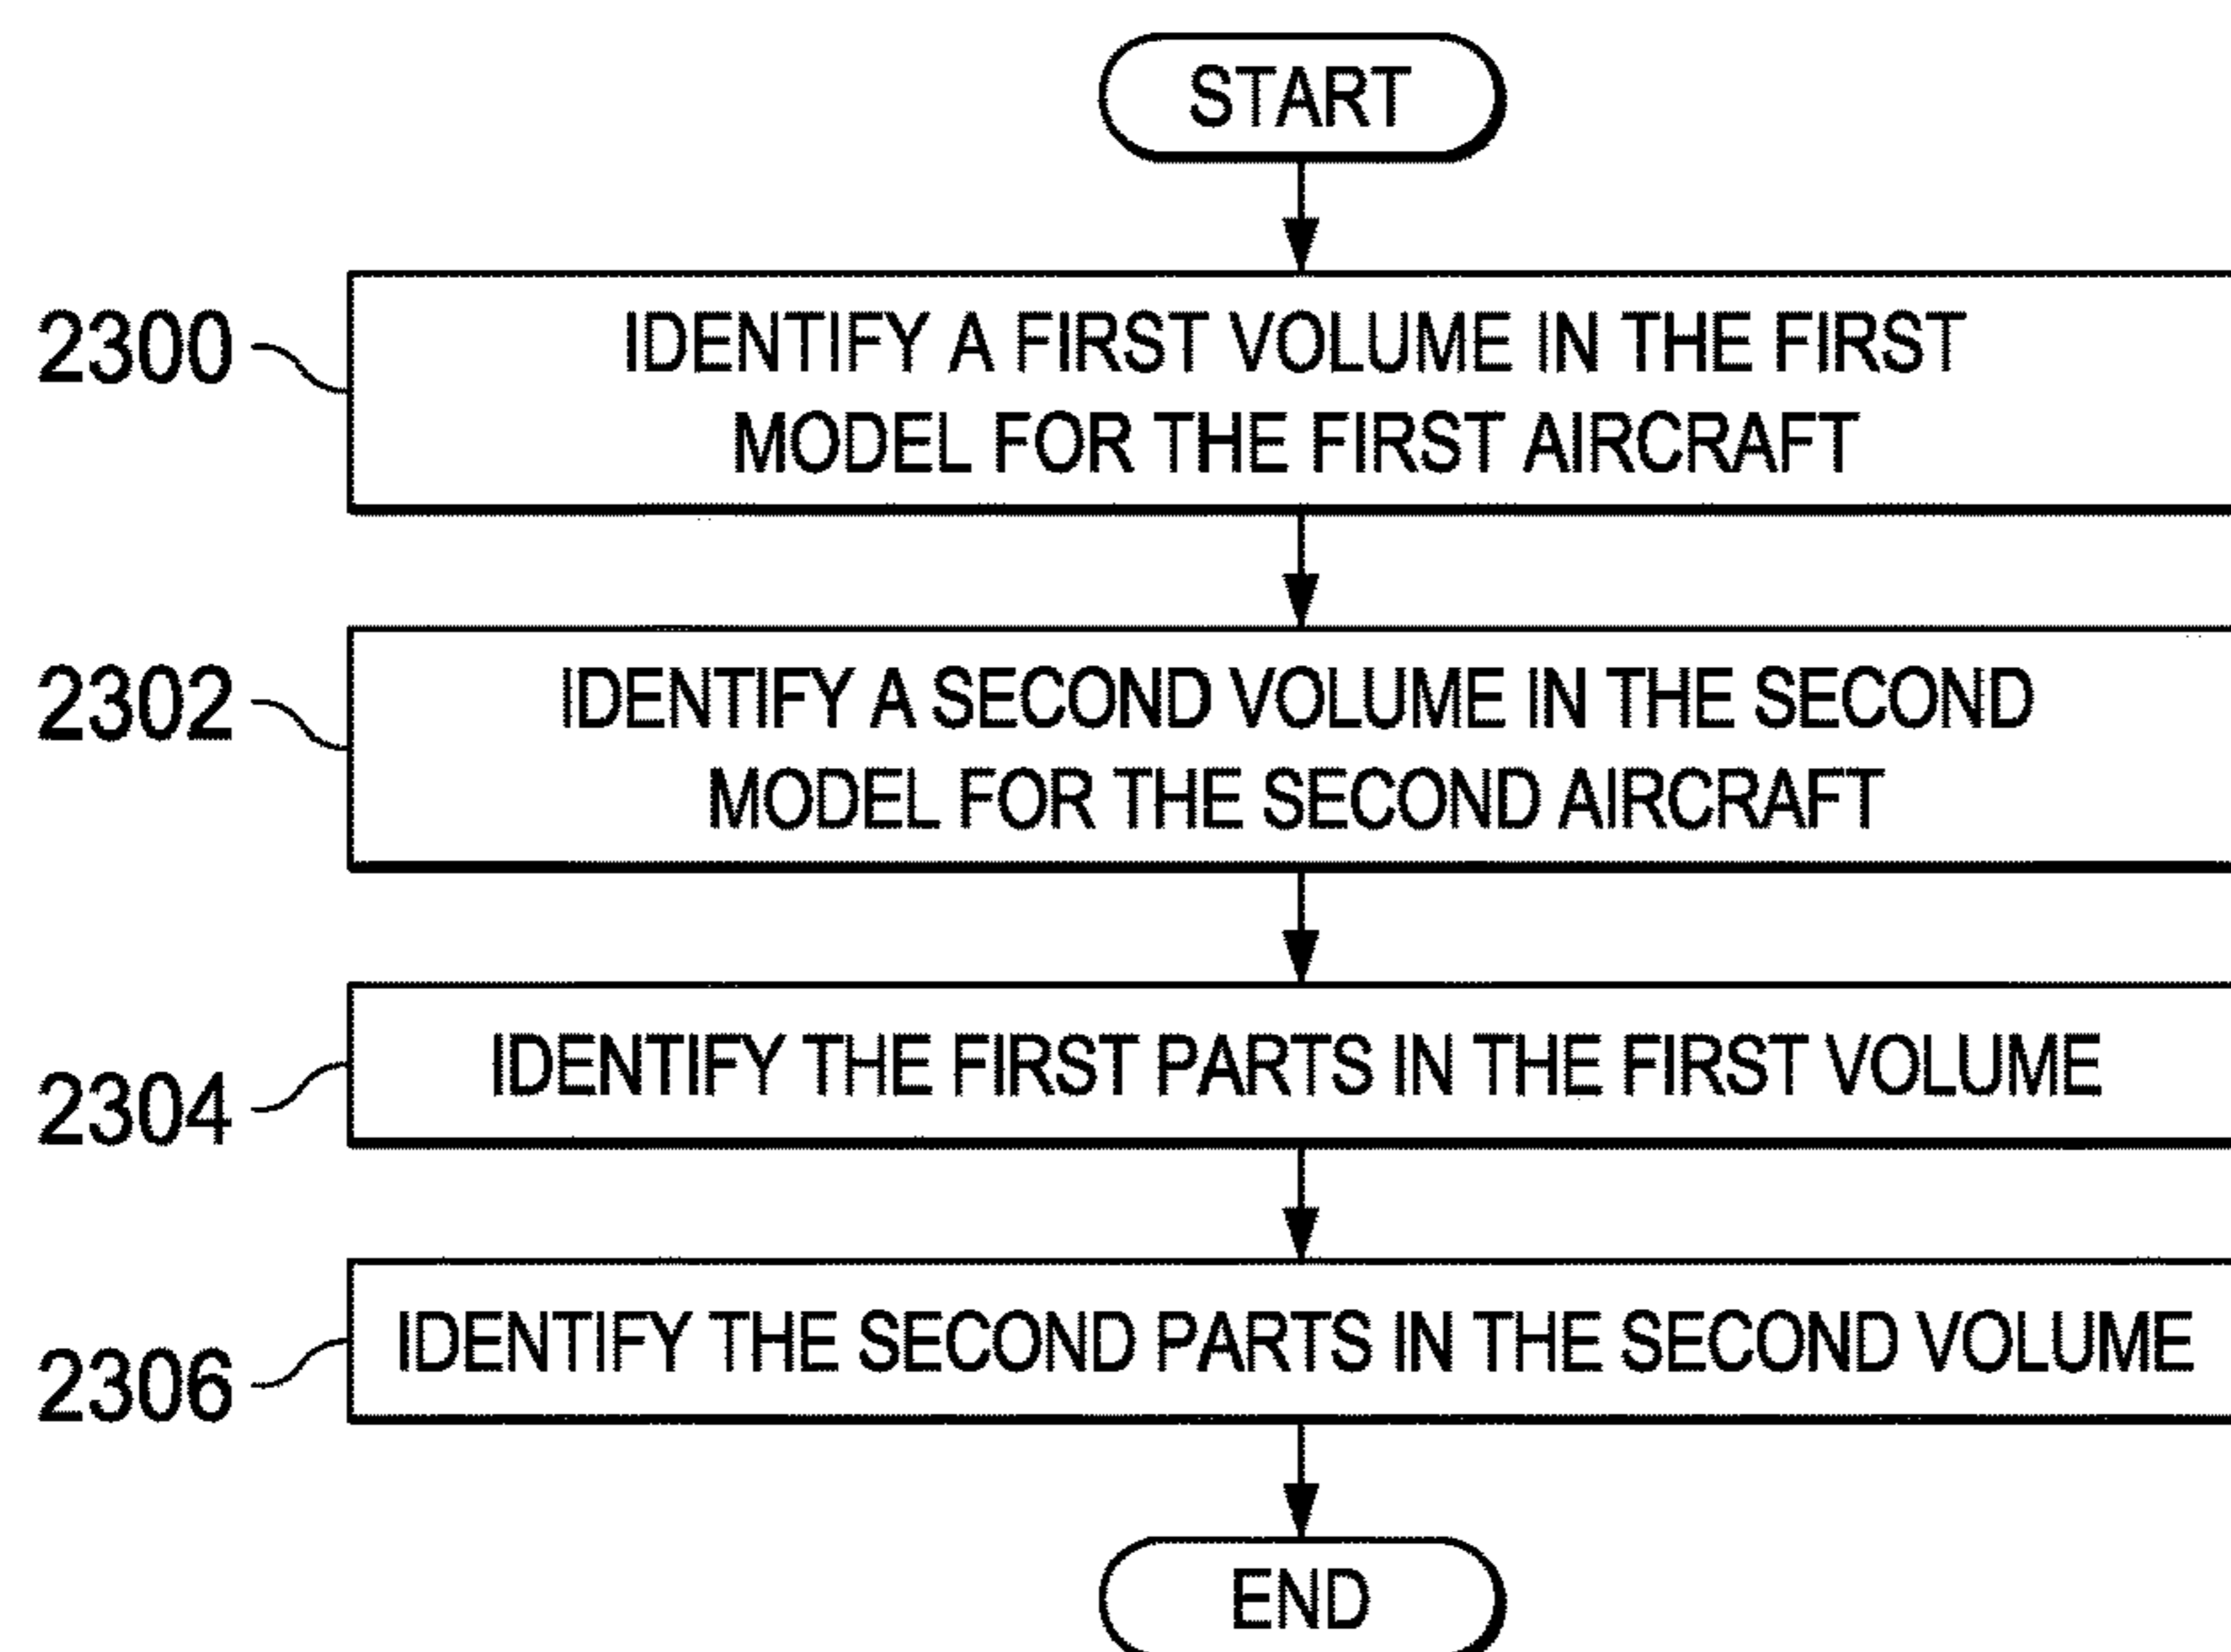 START
2300
IDENTIFY A FIRST VOLUME IN THE FIRST
MODEL FOR THE FIRST AIRCRAFT
2302
IDENTIFY A SECOND VOLUME IN THE SECOND
MODEL FOR THE SECOND AIRCRAFT
2304
IDENTIFY THE FIRST PARTS IN THE FIRST VOLUME
2306
IDENTIFY THE SECOND PARTS IN THE SECOND VOLUME
END